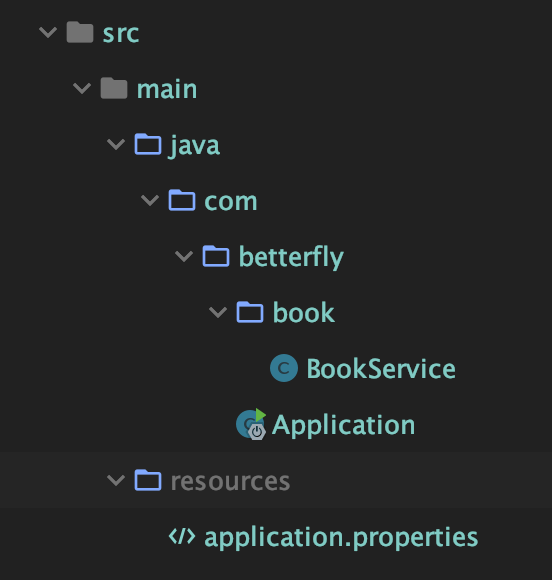 src
main
java
com
betterfly
book
BookService
Application
resources
application.properties